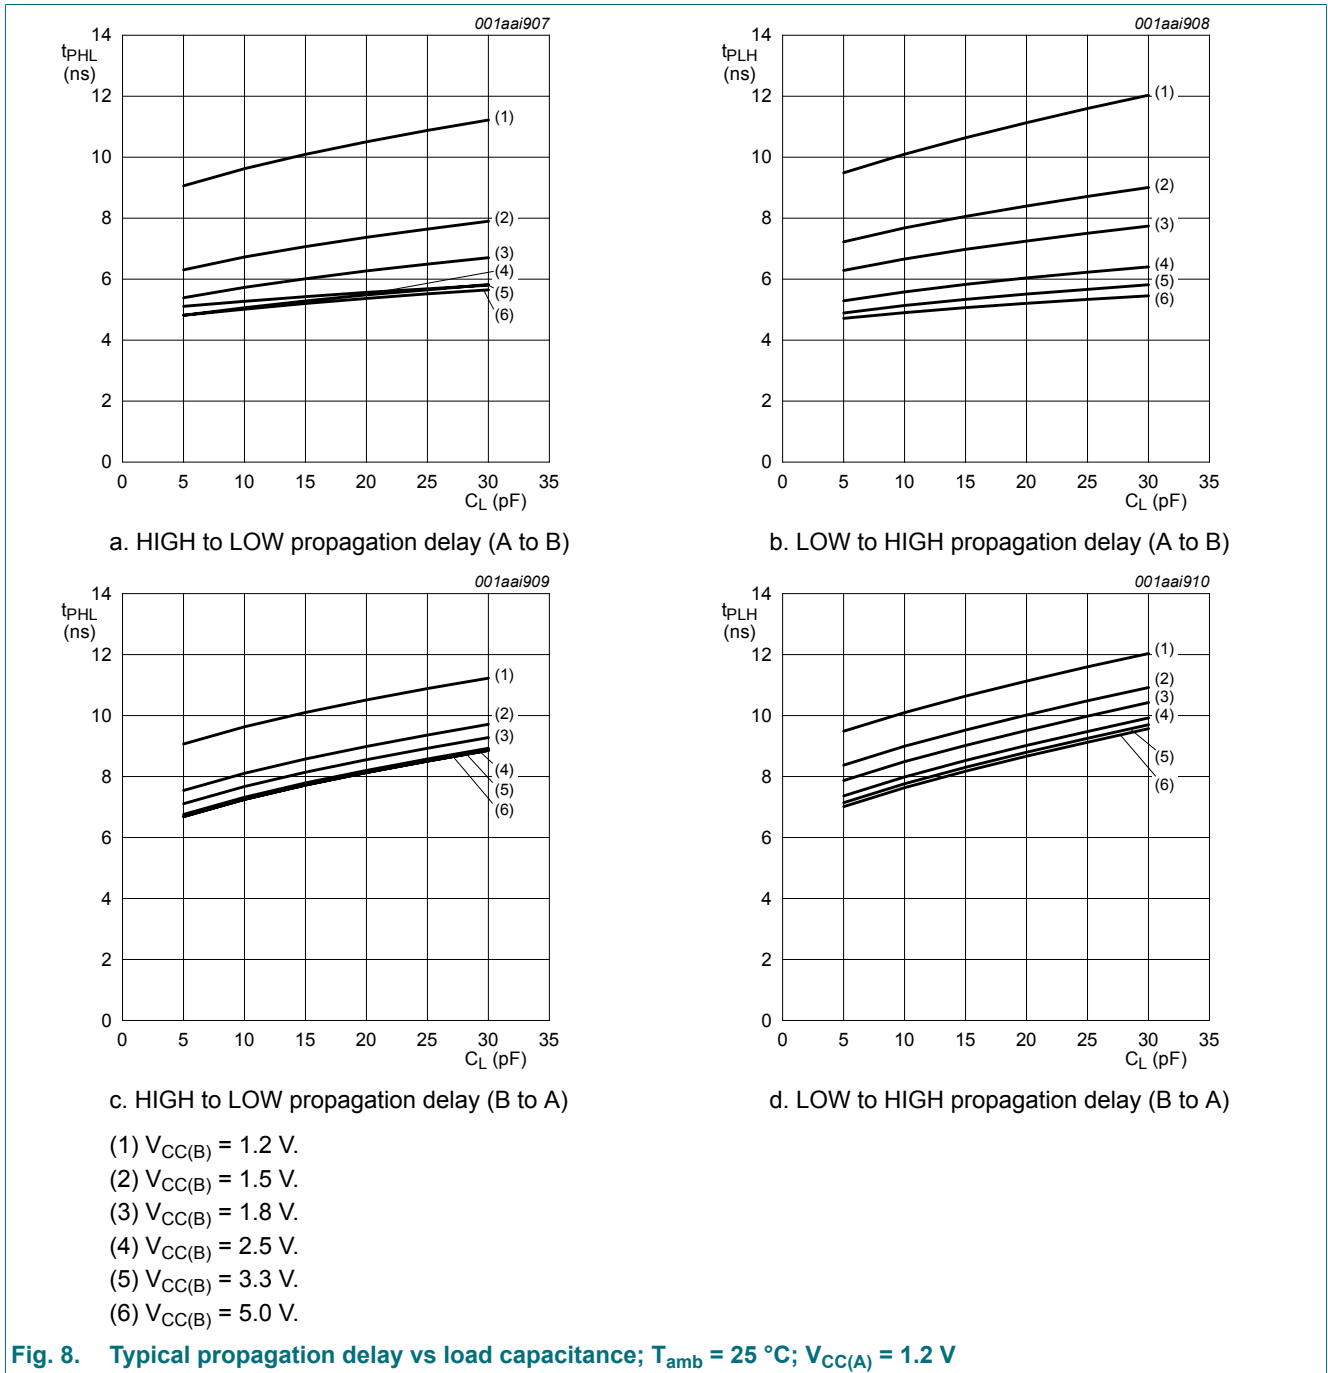 001aai907
14
tPHL
(ns)
12
10
8
6
4
2
0
0 5 10 15 20 25 30 35
CL (pF)
(1)
(2)
(3)
(4)
(5)
(6)
a. HIGH to LOW propagation delay (A to B)
001aai908
14
tPLH
(ns)
12
10
8
6
4
2
0
0 5 10 15 20 25 30 35
CL (pF)
(1)
(2)
(3)
(4)
(5)
(6)
b. LOW to HIGH propagation delay (A to B)
001aai909
14
tPHL
(ns)
12
10
8
6
4
2
0
0 5 10 15 20 25 30 35
CL (pF)
(1)
(2)
(3)
(4)
(5)
(6)
c. HIGH to LOW propagation delay (B to A)
001aai910
14
tPLH
(ns)
12
10
8
6
4
2
0
0 5 10 15 20 25 30 35
CL (pF)
(1)
(2)
(3)
(4)
(5)
(6)
d. LOW to HIGH propagation delay (B to A)
(1) VCC(B) = 1.2 V.
(2) VCC(B) = 1.5 V.
(3) VCC(B) = 1.8 V.
(4) VCC(B) = 2.5 V.
(5) VCC(B) = 3.3 V.
(6) VCC(B) = 5.0 V.
Fig. 8. Typical propagation delay vs load capacitance; Tamb = 25 °C; VCC(A) = 1.2 V